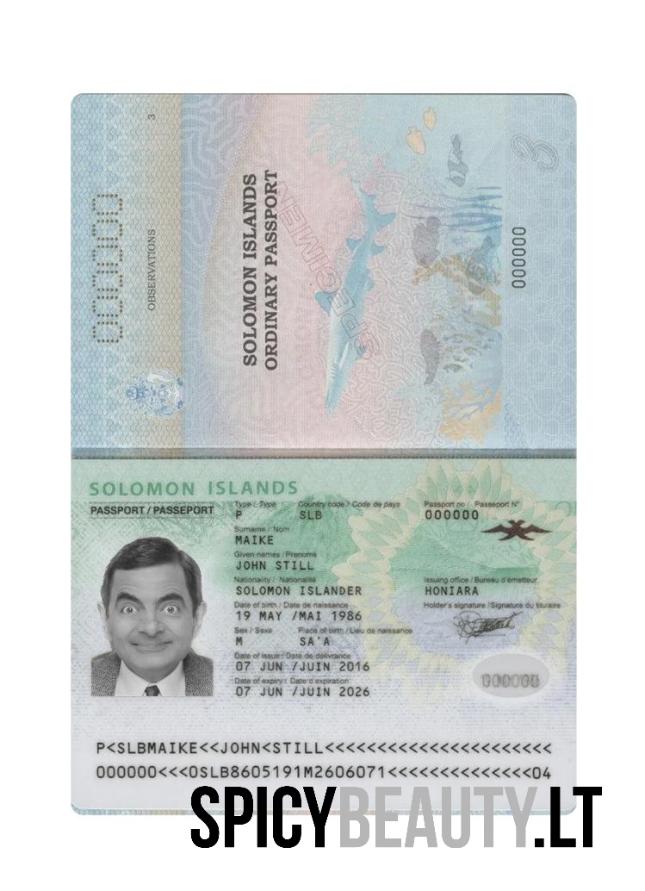 000000
3
OBSERVATIONS
SOLOMON ISLANDS
ORDINARY PASSPORT
SPECIMEN
000000
3
SOLOMON ISLANDS
PASSPORT / PASSEPORT
Type / Type Country code / Code de pays Passport no / Passeport N°
P SLB 000000
Surname / Nom
MAIKE
Given names / Prénoms
JOHN STILL
Nationality / Nationalité Issuing office / Bureau d'émetteur
SOLOMON ISLANDER HONIARA
Date of birth / Date de naissance Holder's signature / Signature du titulaire
19 MAY /MAI 1986
Sex / Sexe Place of birth / Lieu de naissance
M SA'A
Date of issue / Date de délivrance
07 JUN /JUIN 2016
000000
Date of expiry / Date d'expiration
07 JUN /JUIN 2026
P<SLBMAIKE<<JOHN<STILL<<<<<<<<<<<<<<<<<<<<<<
000000<<<0SLB8605191M2606071<<<<<<<<<<<<<<04
SPICYBEAUTY.LT